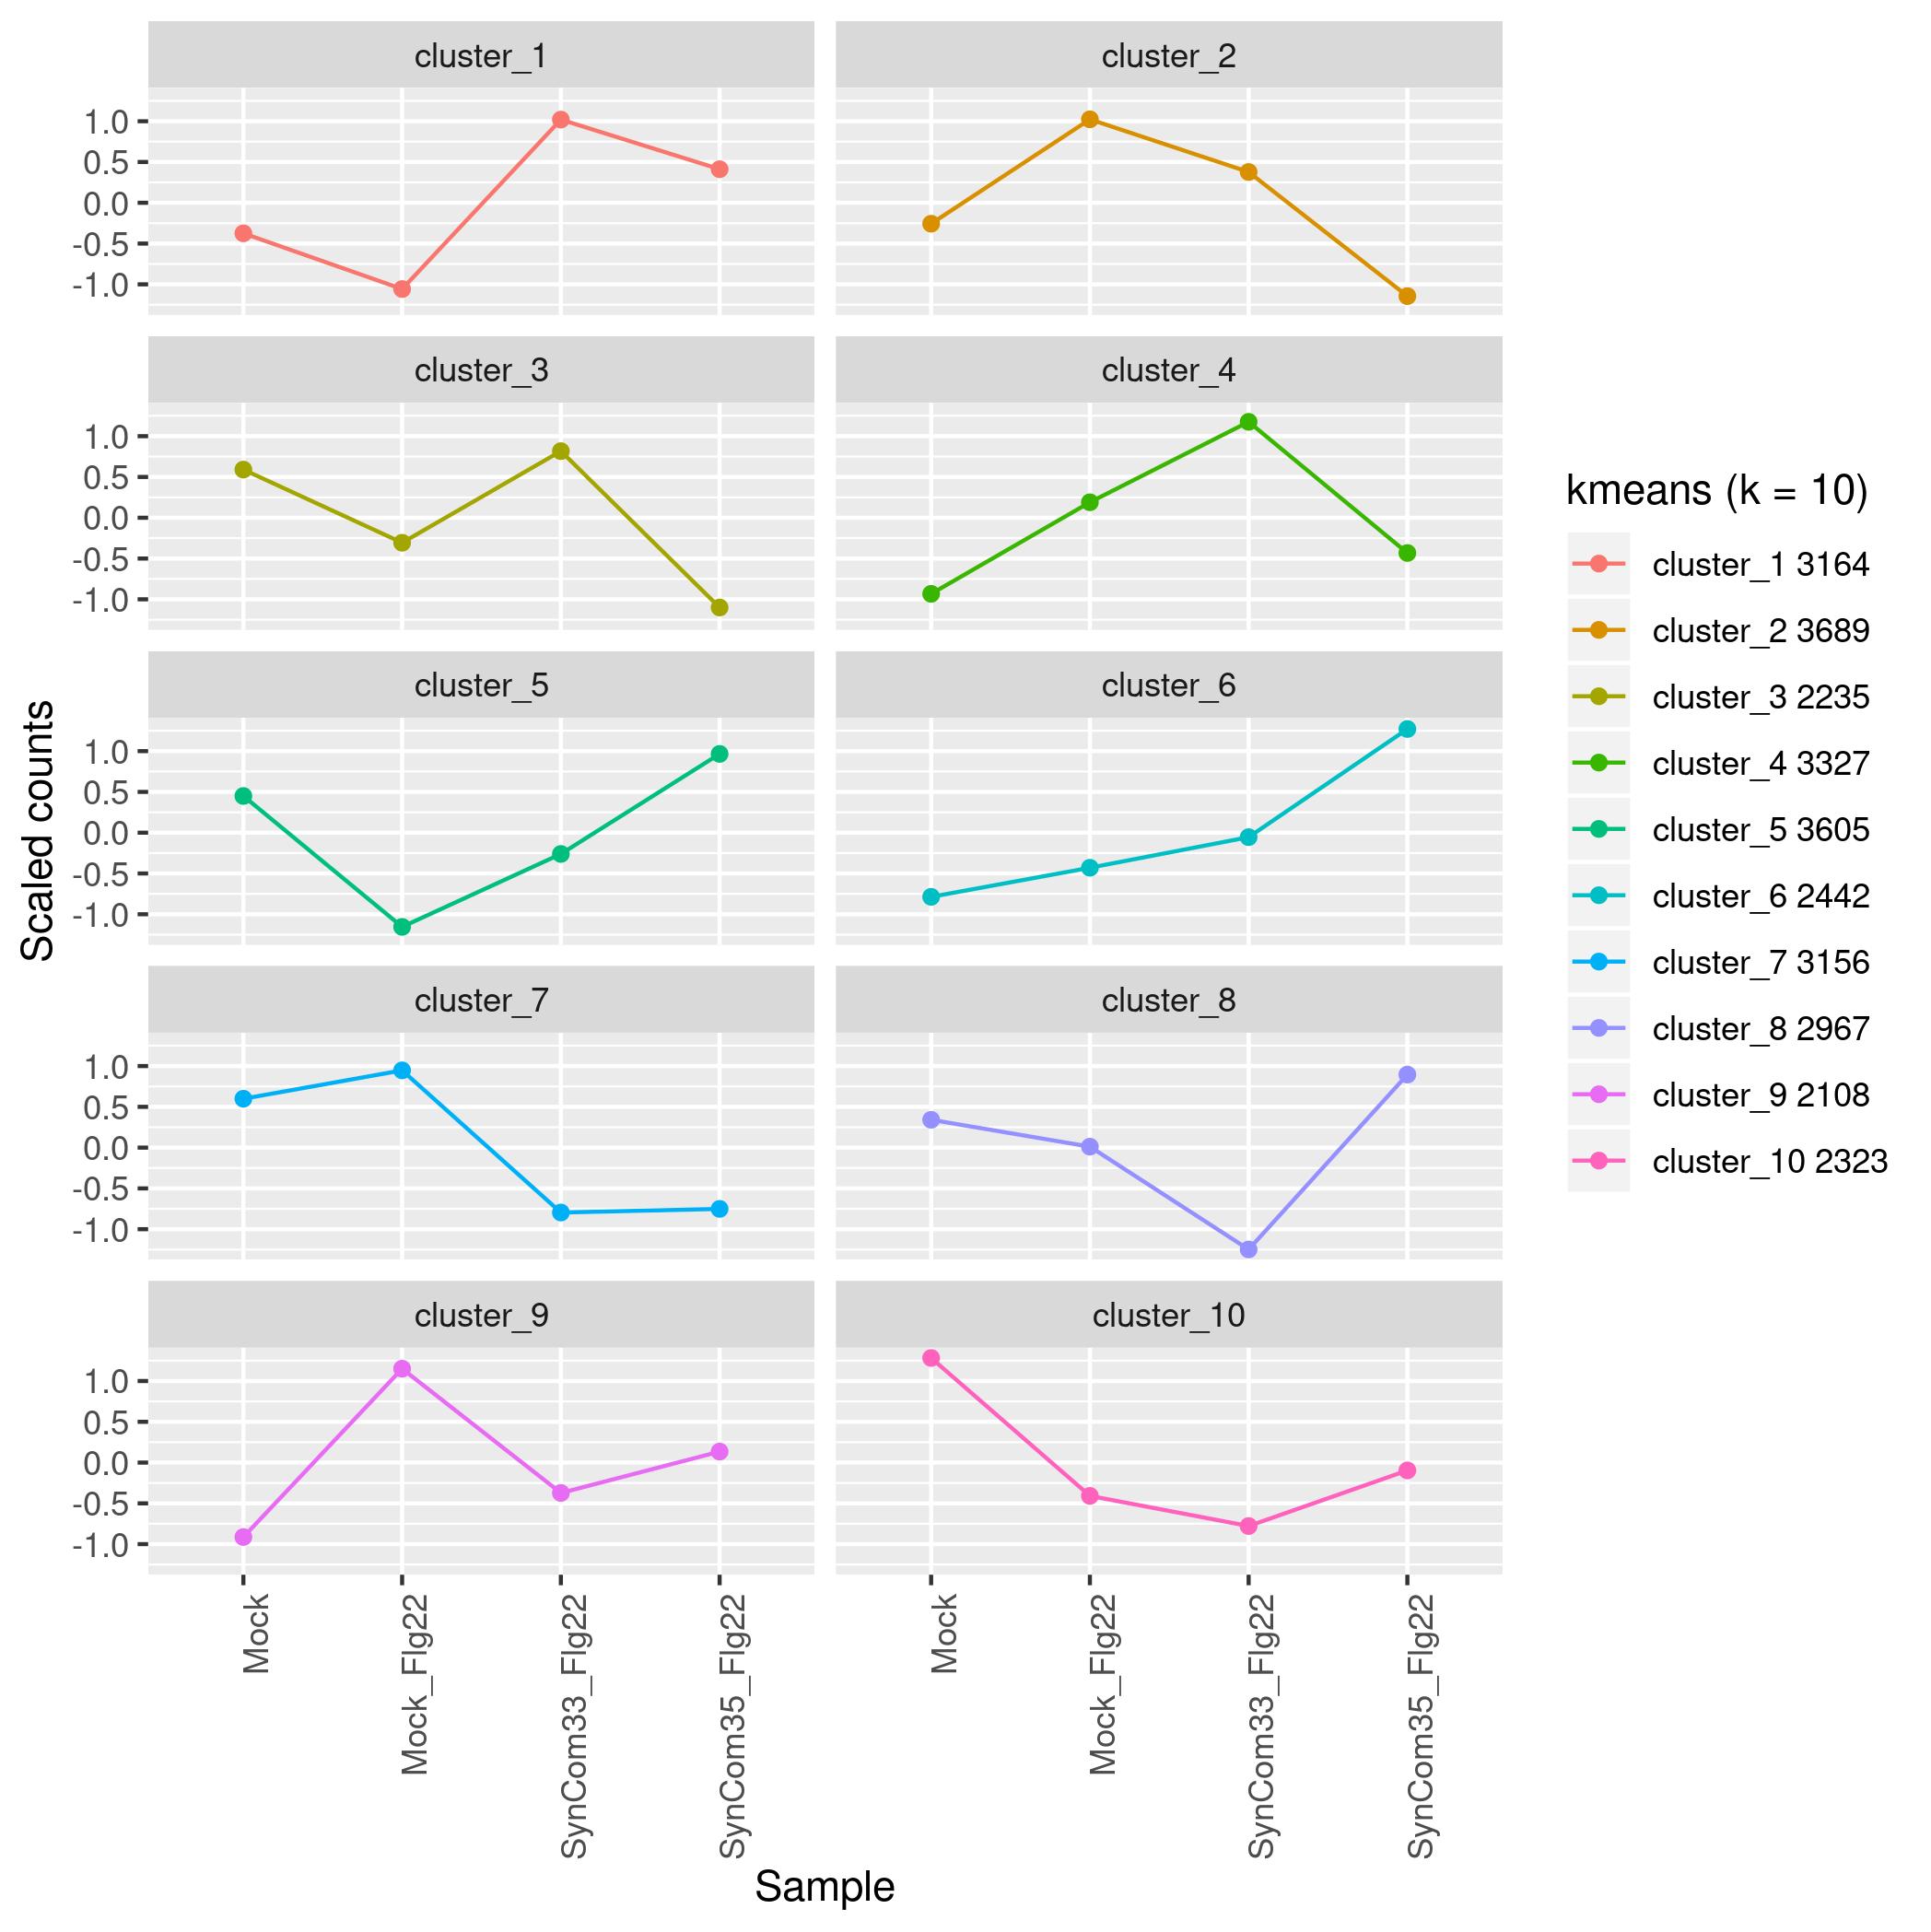 cluster_1
cluster_2
1.0
0.5
0.0
-0.5
-1.0
cluster_3
cluster_4
1.0
0.5
0.0
-0.5
-1.0
cluster_5
cluster_6
1.0
0.5
0.0
-0.5
-1.0
cluster_7
cluster_8
1.0
0.5
0.0
-0.5
-1.0
cluster_9
cluster_10
1.0
0.5
0.0
-0.5
-1.0
Scaled counts
Mock
Mock_Flg22
SynCom33_Flg22
SynCom35_Flg22
Mock
Mock_Flg22
SynCom33_Flg22
SynCom35_Flg22
Sample
kmeans (k = 10)
cluster_1 3164
cluster_2 3689
cluster_3 2235
cluster_4 3327
cluster_5 3605
cluster_6 2442
cluster_7 3156
cluster_8 2967
cluster_9 2108
cluster_10 2323